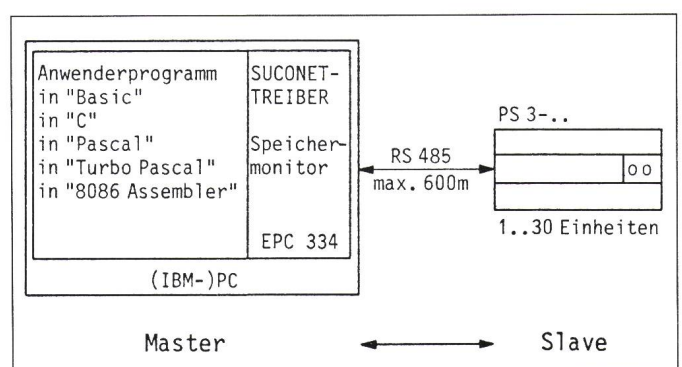 Anwenderprogramm
in "Basic"
in "C"
in "Pascal"
in "Turbo Pascal"
in "8086 Assembler"
SUCONET-
TREIBER
Speicher-
monitor
EPC 334
(IBM-)PC
RS 485
max. 600m
PS 3-..
oo
1..30 Einheiten
Master
Slave